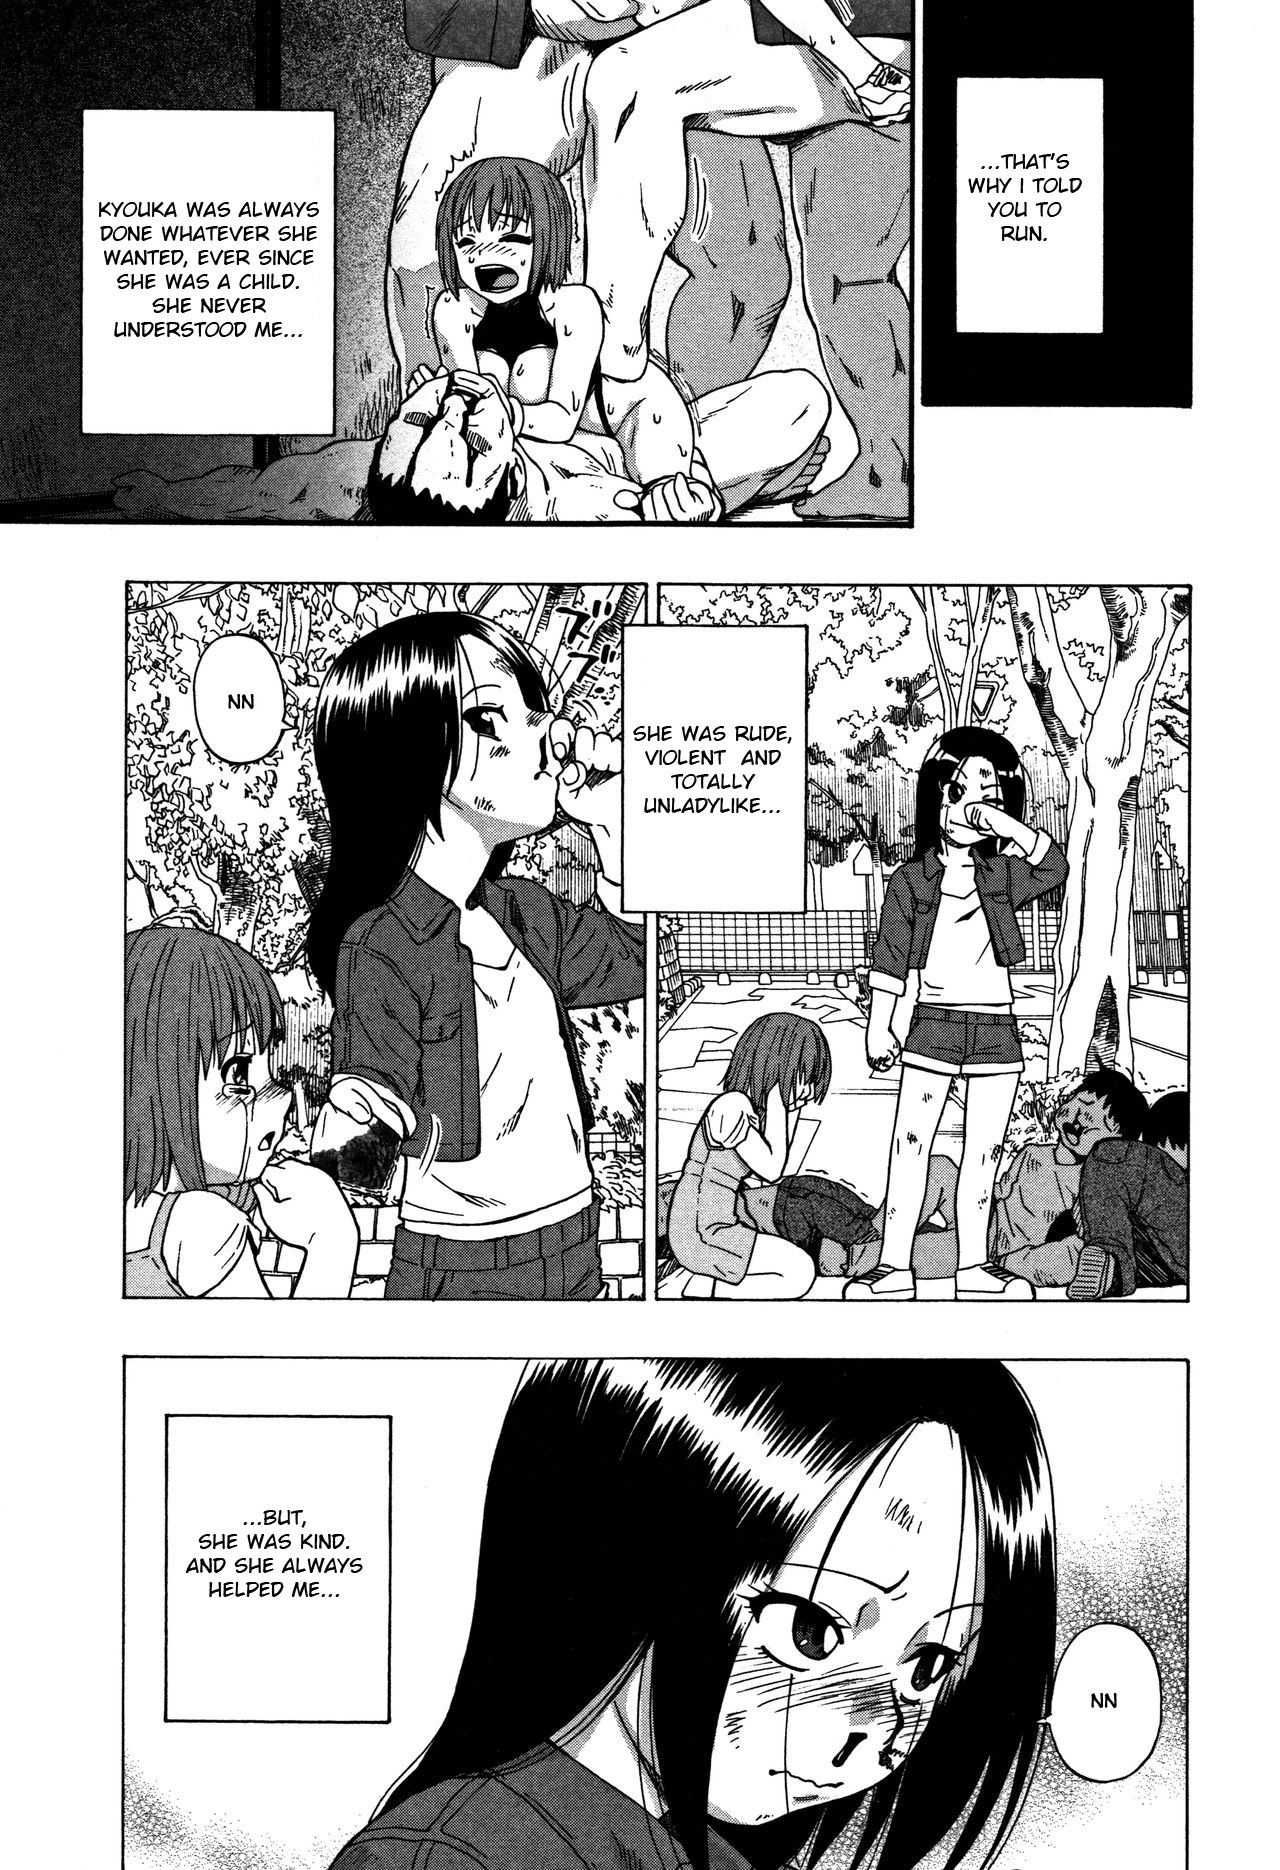 ...THAT'S
WHY I TOLD
YOU TO
RUN.
KYOUKA WAS ALWAYS
DONE WHATEVER SHE
WANTED, EVER SINCE
SHE WAS A CHILD.
SHE NEVER
UNDERSTOOD ME...
SHE WAS RUDE,
VIOLENT AND
TOTALLY
UNLADYLIKE...
ブブ
NN
...BUT,
SHE WAS KIND.
AND SHE ALWAYS
HELPED ME...
NN